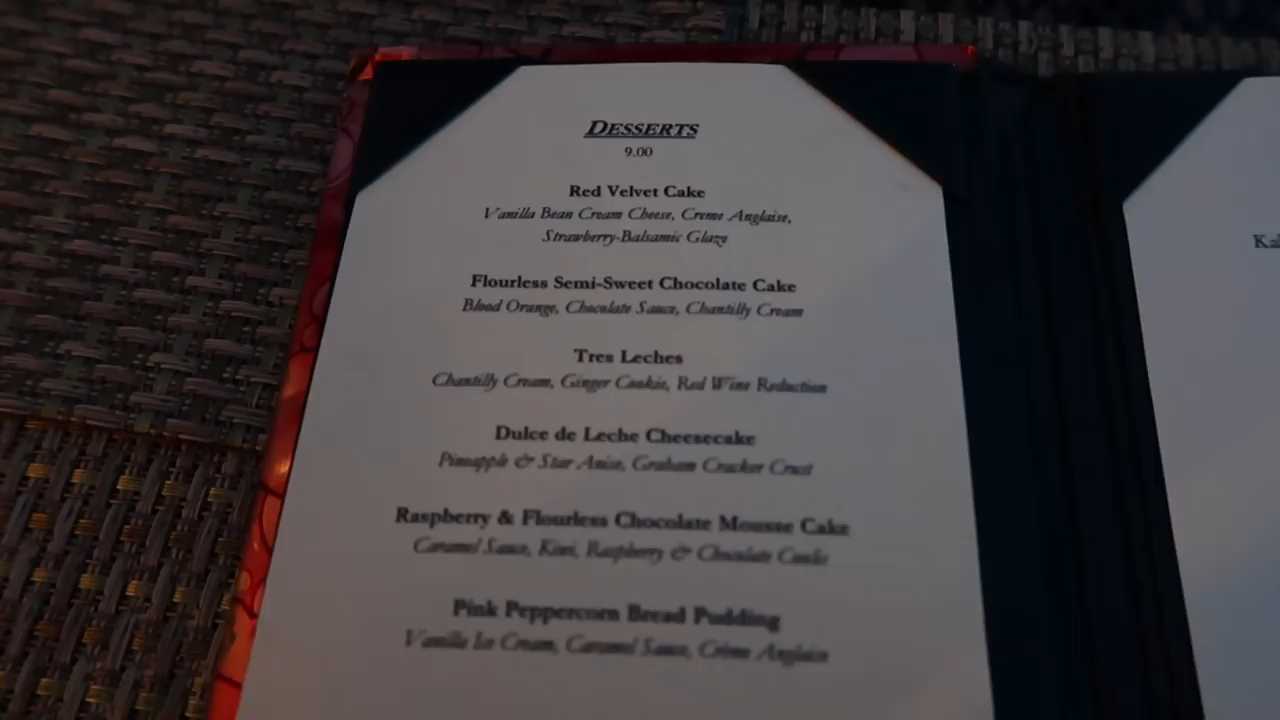 DESSERTS
9.00
Red Velvet Cake
Vanilla Bean Cream Cheese, Creme Anglaise,
Strawberry-Balsamic Glaze
Flourless Semi-Sweet Chocolate Cake
Blood Orange, Chocolate Sauce, Chantilly Cream
Tres Leches
Chantilly Cream, Ginger Cookie, Red Wine Reduction
Dulce de Leche Cheesecake
Pineapple & Star Anise, Graham Cracker Crust
Raspberry & Flourless Chocolate Mousse Cake
Caramel Sauce, Kiwi, Raspberry & Chocolate
Pink Peppercorn Bread Pudding
Vanilla Ice Cream, Caramel Sauce, Crème Anglaise